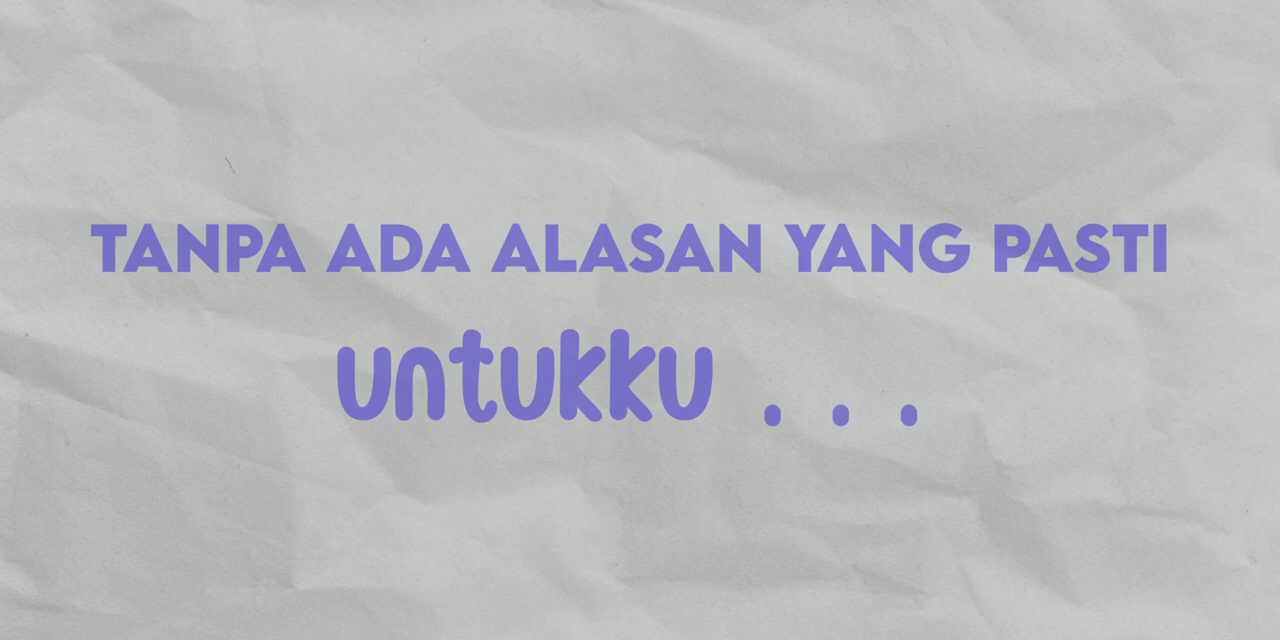 TANPA ADA ALASAN YANG PASTI
untukku . . .